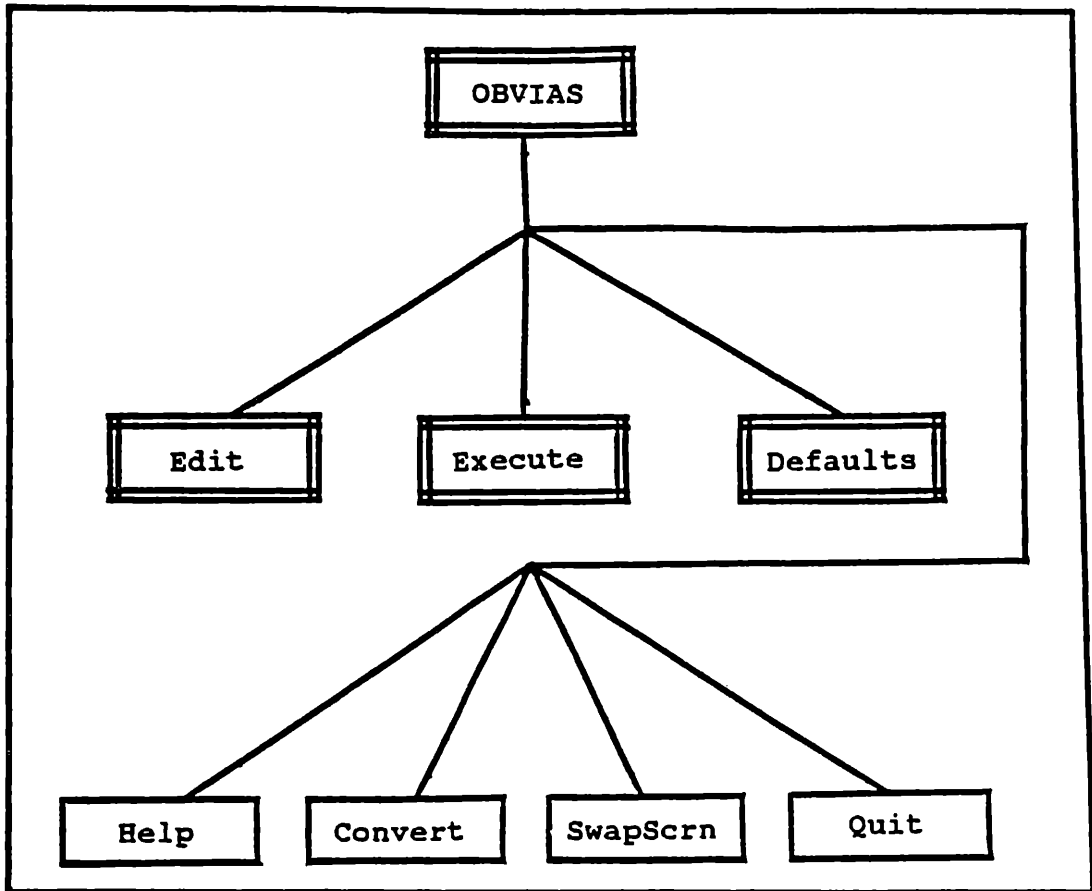 OBVIAS
Edit
Execute
Defaults
Help
Convert
SwapScrn
Quit